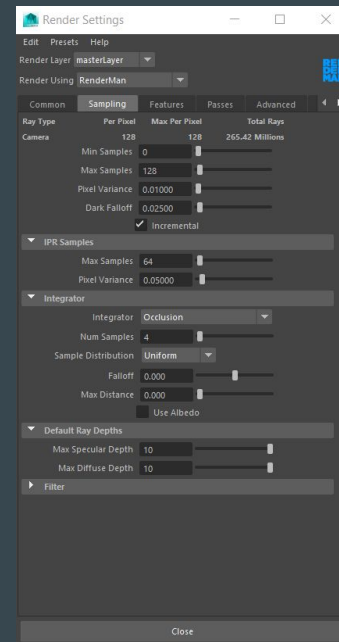 Render Settings
Edit Presets Help
Render Layer masterLayer
Render Using RenderMan
Common Sampling Features Passes Advanced
Ray Type Per Pixel Max Per Pixel Total Rays
Camera 128 128 265.42 Millions
Min Samples 0
Max Samples 128
Pixel Variance 0.01000
Dark Falloff 0.02500
Incremental
IPR Samples
Max Samples 64
Pixel Variance 0.05000
Integrator
Integrator Occlusion
Num Samples 4
Sample Distribution Uniform
Falloff 0.000
Max Distance 0.000
Use Albedo
Default Ray Depths
Max Specular Depth 10
Max Diffuse Depth 10
Filter
Close